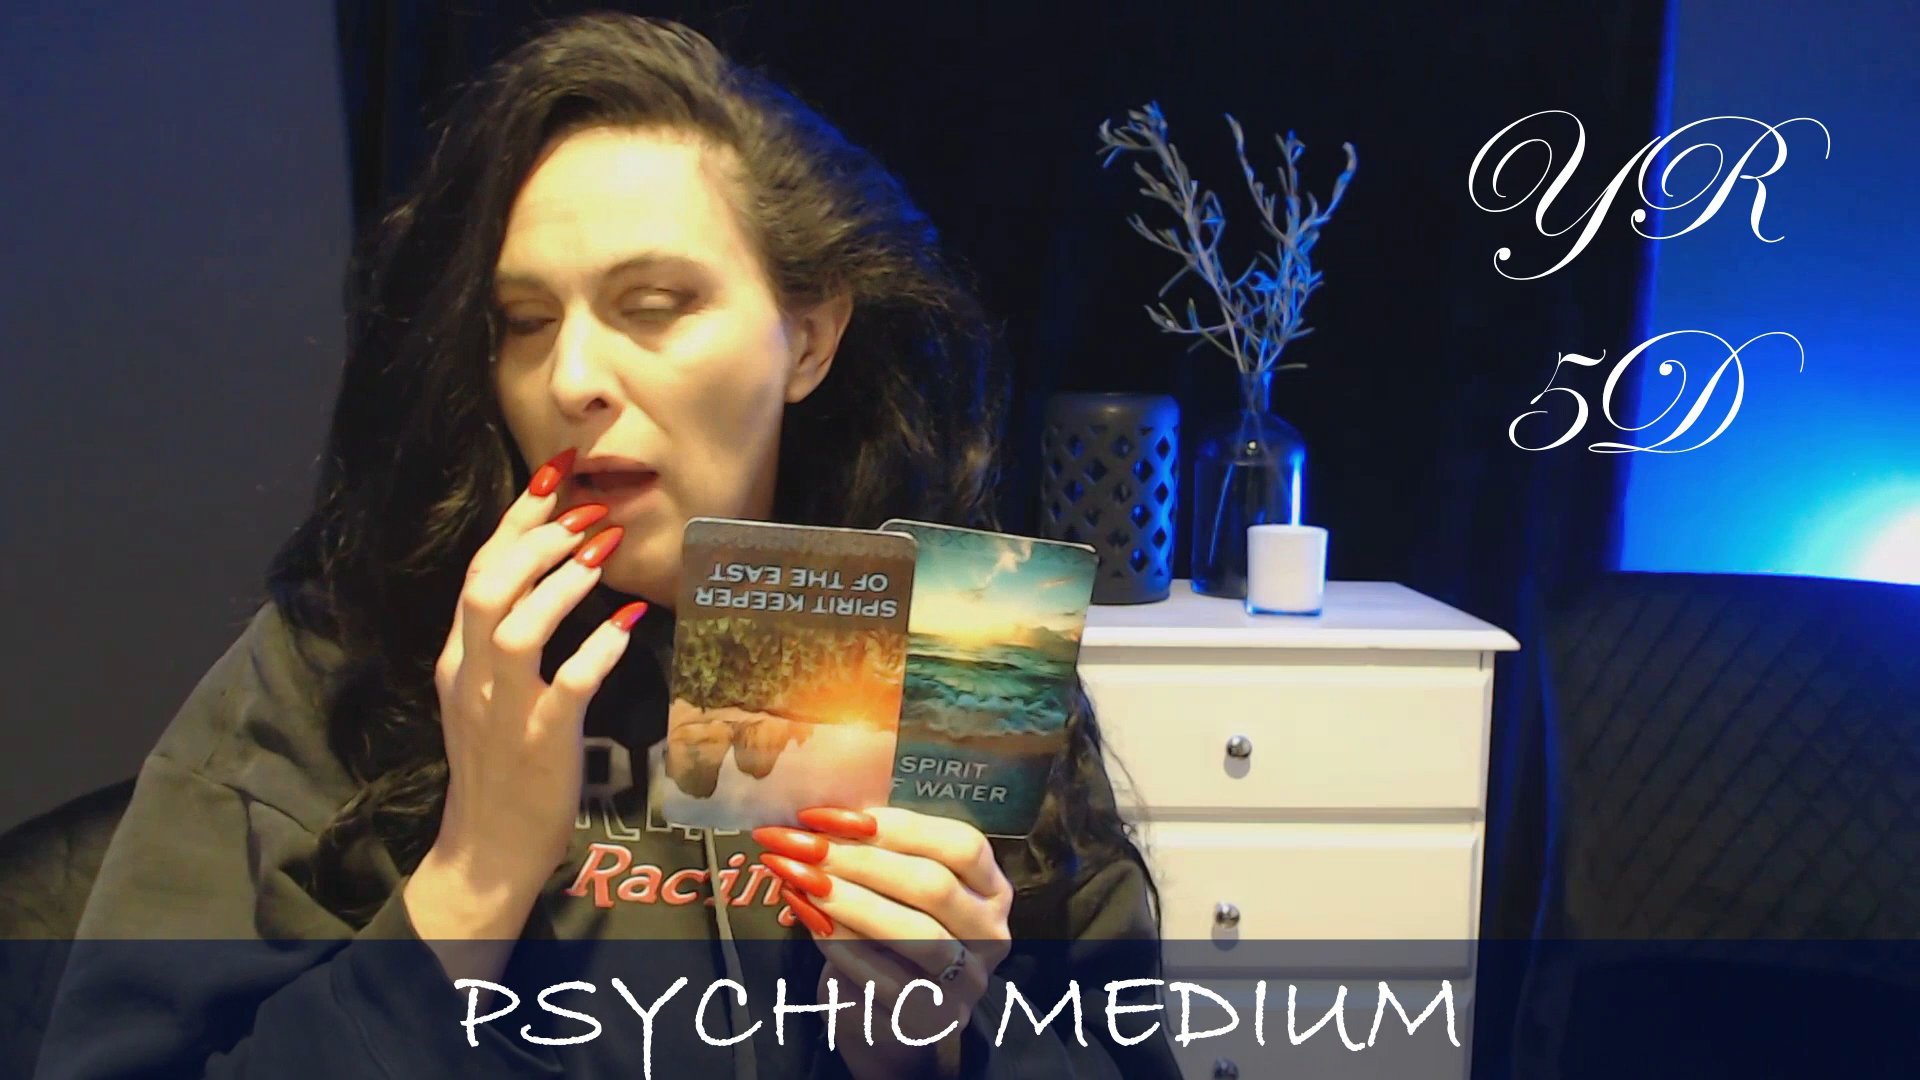 YR
5D
SPIRIT KEEPER
OF THE EAST
SPIRIT
F WATER
Racing
PSYCHIC MEDIUM